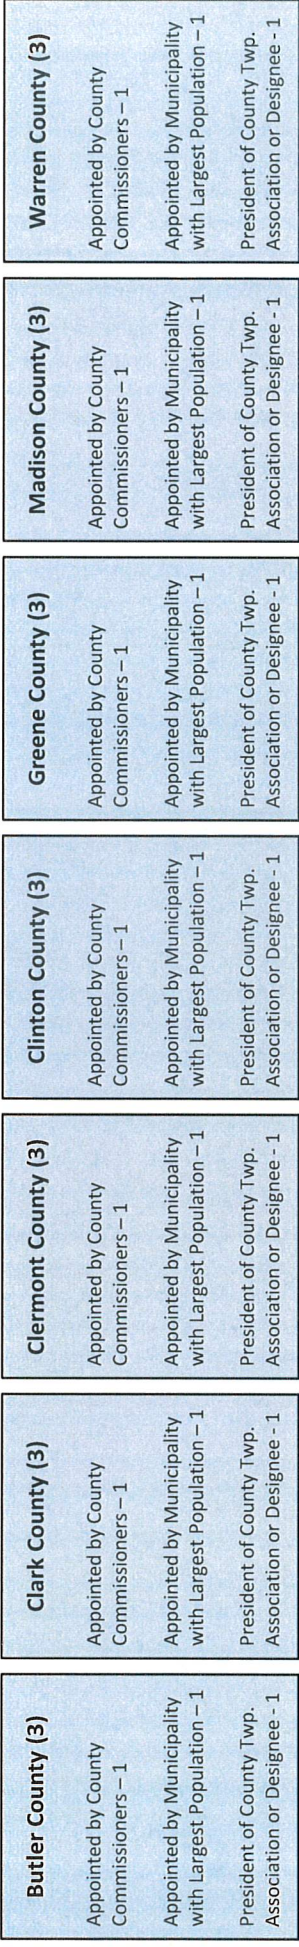 Butler County (3)
Appointed by County
Commissioners – 1
Appointed by Municipality
with Largest Population – 1
President of County Twp.
Association or Designee - 1
Clark County (3)
Appointed by County
Commissioners – 1
Appointed by Municipality
with Largest Population – 1
President of County Twp.
Association or Designee - 1
Clermont County (3)
Appointed by County
Commissioners – 1
Appointed by Municipality
with Largest Population – 1
President of County Twp.
Association or Designee - 1
Clinton County (3)
Appointed by County
Commissioners – 1
Appointed by Municipality
with Largest Population – 1
President of County Twp.
Association or Designee - 1
Greene County (3)
Appointed by County
Commissioners – 1
Appointed by Municipality
with Largest Population – 1
President of County Twp.
Association or Designee - 1
Madison County (3)
Appointed by County
Commissioners – 1
Appointed by Municipality
with Largest Population – 1
President of County Twp.
Association or Designee - 1
Warren County (3)
Appointed by County
Commissioners – 1
Appointed by Municipality
with Largest Population – 1
President of County Twp.
Association or Designee - 1